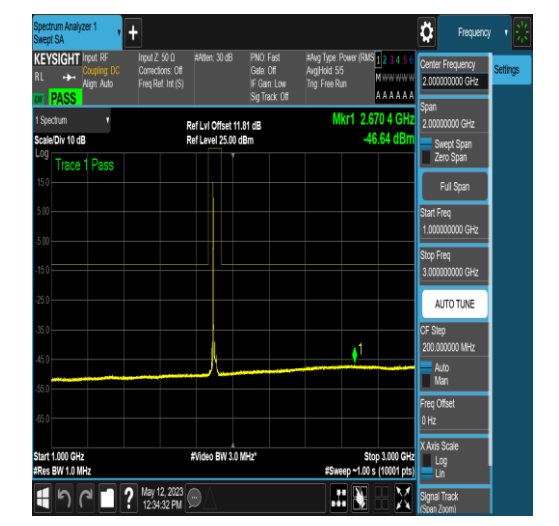 Spectrum Analyzer 1
Swept SA
+
Frequency
KEYSIGHT
RL
PASS
Input: RF
Coupling: DC
Align: Auto
Input Z: 50 Ω
Corrections: Off
Freq Ref: Int (S)
#Atten: 30 dB
PNO: Fast
Gate: Off
IF Gain: Low
Sig Track: Off
#Avg Type: Power (RMS
Avg|Hold: 5/5
Trig: Free Run
1 2 3 4 5 6
M W W W W W
A A A A A A
1 Spectrum
Scale/Div 10 dB
Ref Lvl Offset 11.81 dB
Ref Level 25.00 dBm
Mkr1 2.670 4 GHz
-46.64 dBm
Log
Trace 1 Pass
15.0
5.00
-5.00
-15.0
-25.0
-35.0
-45.0
-55.0
-65.0
1
Start 1.000 GHz
#Res BW 1.0 MHz
#Video BW 3.0 MHz*
Stop 3.000 GHz
#Sweep ~1.00 s (10001 pts)
?
May 12, 2023
12:34:32 PM
Center Frequency
2.000000000 GHz
Settings
Span
2.00000000 GHz
Swept Span
Zero Span
Full Span
Start Freq
1.000000000 GHz
Stop Freq
3.000000000 GHz
AUTO TUNE
CF Step
200.000000 MHz
Auto
Man
Freq Offset
0 Hz
X Axis Scale
Log
Lin
Signal Track
(Span Zoom)